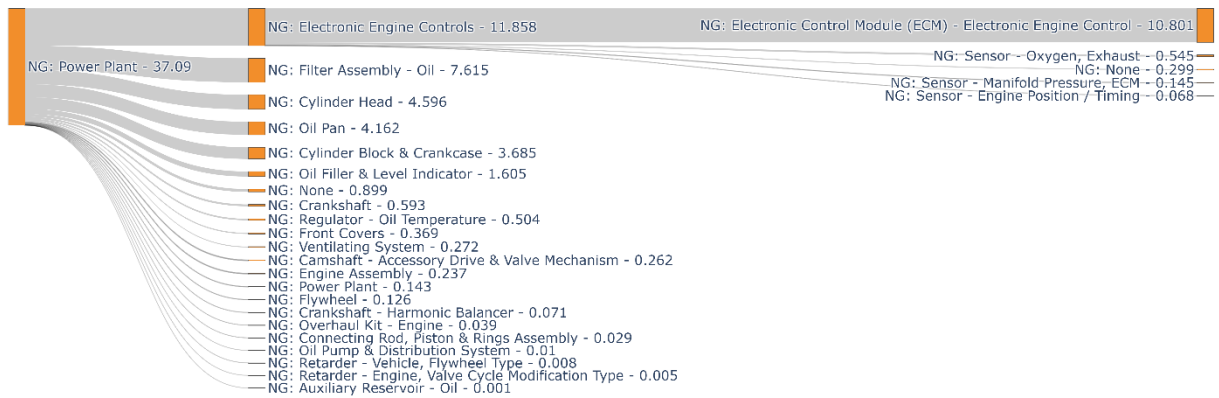 NG: Power Plant - 37.09
NG: Electronic Engine Controls - 11.858
NG: Filter Assembly - Oil - 7.615
NG: Cylinder Head - 4.596
NG: Oil Pan - 4.162
NG: Cylinder Block & Crankcase - 3.685
NG: Oil Filler & Level Indicator - 1.605
NG: None - 0.899
NG: Crankshaft - 0.593
NG: Regulator - Oil Temperature - 0.504
NG: Front Covers - 0.369
NG: Ventilating System - 0.272
NG: Camshaft - Accessory Drive & Valve Mechanism - 0.262
NG: Engine Assembly - 0.237
NG: Power Plant - 0.143
NG: Flywheel - 0.126
NG: Crankshaft - Harmonic Balancer - 0.071
NG: Overhaul Kit - Engine - 0.039
NG: Connecting Rod, Piston & Rings Assembly - 0.029
NG: Oil Pump & Distribution System - 0.01
NG: Retarder - Vehicle, Flywheel Type - 0.008
NG: Retarder - Engine, Valve Cycle Modification Type - 0.005
NG: Auxiliary Reservoir - Oil - 0.001
NG: Electronic Control Module (ECM) - Electronic Engine Control - 10.801
NG: Sensor - Oxygen, Exhaust - 0.545
NG: None - 0.299
NG: Sensor - Manifold Pressure, ECM - 0.145
NG: Sensor - Engine Position / Timing - 0.068